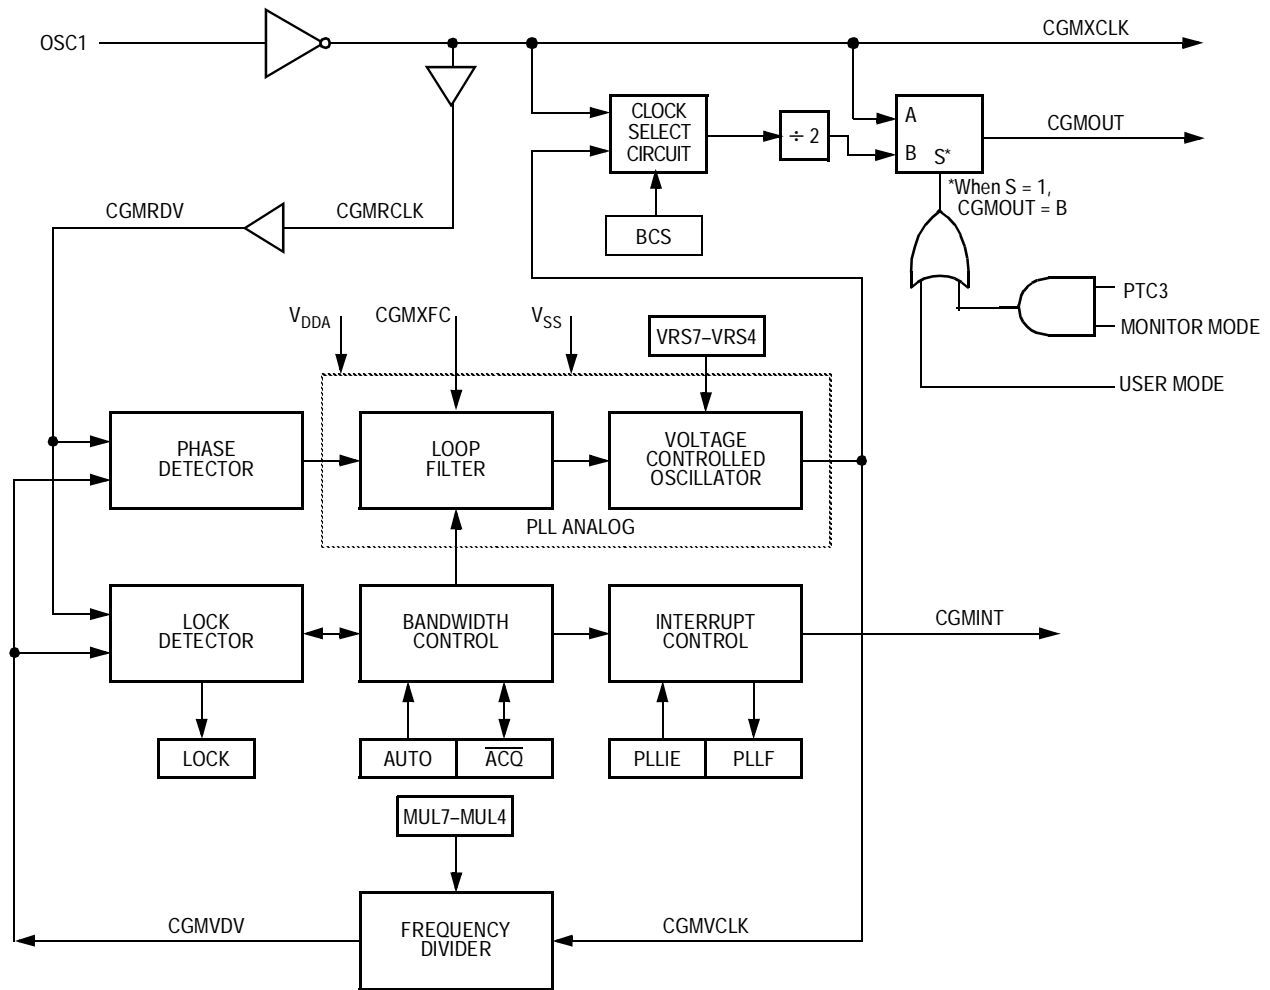 OSC1
CGMXCLK
CLOCK
SELECT
CIRCUIT
÷ 2
A
B S*
CGMOUT
*When S = 1,
CGMOUT = B
BCS
CGMRDV
CGMRCLK
PTC3
MONITOR MODE
USER MODE
VDDA
CGMXFC
VSS
VRS7–VRS4
PHASE
DETECTOR
LOOP
FILTER
VOLTAGE
CONTROLLED
OSCILLATOR
PLL ANALOG
LOCK
DETECTOR
BANDWIDTH
CONTROL
INTERRUPT
CONTROL
CGMINT
LOCK
AUTO
ACQ
PLLIE
PLLF
MUL7–MUL4
CGMVDV
FREQUENCY
DIVIDER
CGMVCLK